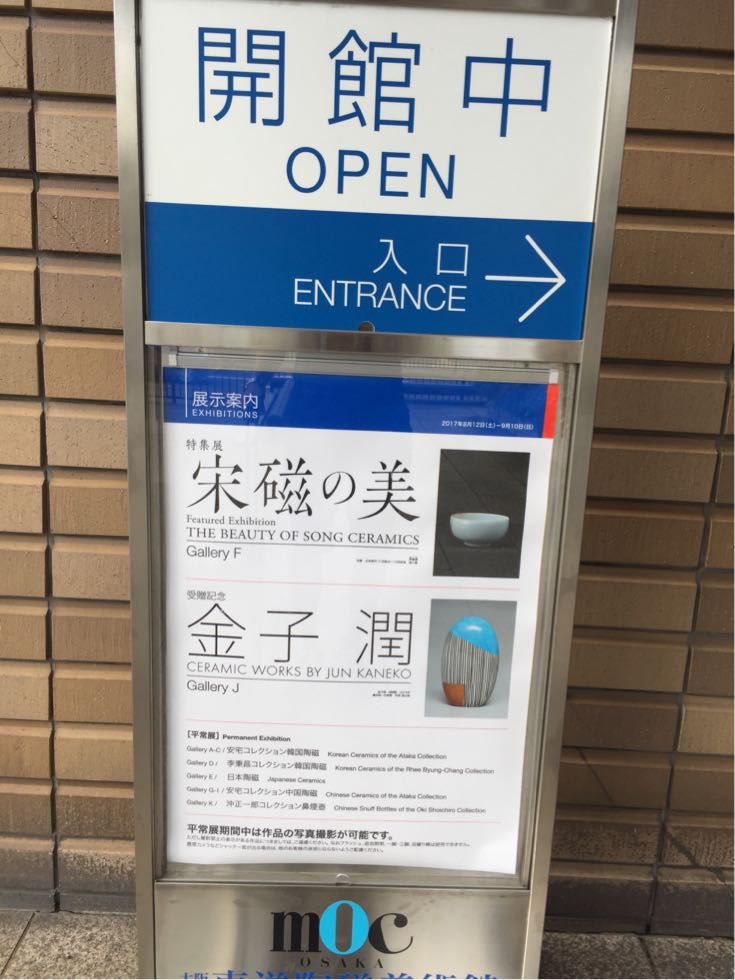 開館中
OPEN
入口
ENTRANCE
展示案内
EXHIBITIONS
2017年8月12日(土)－9月10日(日)
特集展
宋磁の美
Featured Exhibition
THE BEAUTY OF SONG CERAMICS
Gallery F
受贈記念
金子 潤
CERAMIC WORKS BY JUN KANEKO
Gallery J
［平常展］Permanent Exhibition
Gallery A-C / 安宅コレクション韓国陶磁 Korean Ceramics of the Ataka Collection
Gallery D / 李秉昌コレクション韓国陶磁 Korean Ceramics of the Rhee Byung-Chang Collection
Gallery E / 日本陶磁 Japanese Ceramics
Gallery G-I / 安宅コレクション中国陶磁 Chinese Ceramics of the Ataka Collection
Gallery K / 沖正一郎コレクション鼻煙壺 Chinese Snuff Bottles of the Oki Shoichiro Collection
平常展期間中は作品の写真撮影が可能です。
moc
OSAKA
大阪 東洋陶磁美術館